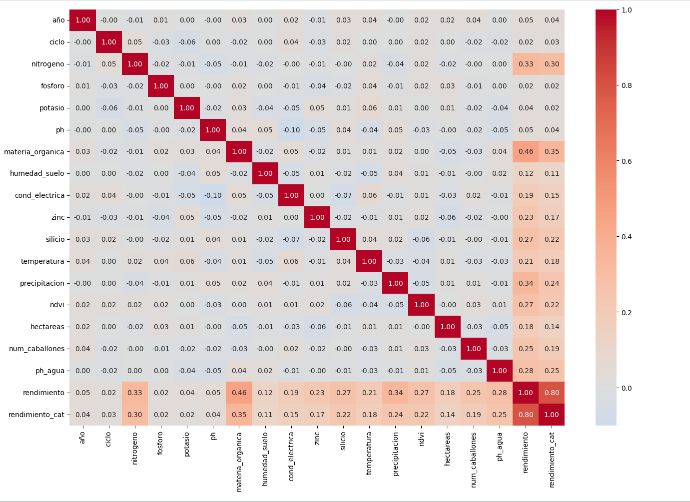 año 1.00 -0.00 -0.01 0.01 0.00 -0.00 0.03 0.00 0.02 -0.01 0.03 0.04 -0.00 0.02 0.02 0.04 0.00 0.05 0.04
ciclo -0.00 1.00 0.05 -0.03 -0.06 -0.00 -0.02 0.00 0.04 -0.03 0.02 0.00 0.00 0.02 0.00 -0.02 -0.02 0.02 0.03
nitrogeno -0.01 0.05 1.00 -0.02 -0.01 -0.05 -0.01 -0.02 0.00 -0.01 -0.00 0.02 -0.04 0.02 -0.02 -0.01 0.00 0.33 0.30
fosforo 0.01 -0.03 -0.02 1.00 0.00 -0.00 0.02 0.00 -0.01 -0.04 -0.02 0.04 -0.01 0.02 0.03 -0.01 0.00 0.02 0.02
potasio 0.00 -0.06 -0.01 0.00 1.00 -0.02 0.03 -0.04 -0.05 0.05 0.01 0.06 0.01 0.00 0.01 -0.02 -0.04 0.04 0.02
ph -0.00 0.00 -0.05 -0.00 -0.02 1.00 0.04 0.05 -0.10 -0.02 0.04 -0.04 0.05 -0.03 -0.00 -0.02 -0.05 0.05 0.04
materia_organica 0.03 -0.02 -0.01 0.02 0.03 0.04 1.00 -0.02 0.05 -0.02 0.01 0.01 0.02 0.00 -0.05 -0.03 0.04 0.46 0.35
humedad_suelo 0.00 0.00 -0.02 0.00 -0.04 0.05 -0.02 1.00 -0.05 0.01 0.02 -0.05 0.04 0.01 -0.01 -0.00 0.02 0.12 0.11
cond_electrica 0.02 0.04 -0.00 -0.01 -0.05 -0.10 0.05 -0.05 1.00 0.00 -0.07 0.06 -0.01 0.01 -0.03 0.02 -0.01 0.19 0.15
zinc -0.01 -0.03 -0.01 -0.04 0.05 -0.02 -0.02 0.01 0.00 1.00 -0.02 -0.01 0.01 0.02 -0.06 -0.02 -0.00 0.23 0.17
silicio 0.03 0.02 -0.00 -0.02 0.01 0.04 0.01 0.02 -0.07 -0.02 1.00 0.04 0.02 -0.06 -0.01 -0.01 -0.00 0.27 0.22
temperatura 0.04 0.00 0.02 0.04 0.06 -0.04 0.01 -0.05 0.06 -0.01 0.04 1.00 -0.03 -0.04 0.01 -0.03 -0.03 0.21 0.18
precipitacion -0.00 0.00 -0.04 -0.01 0.01 0.05 0.02 0.04 -0.01 0.01 0.02 -0.03 1.00 -0.05 0.01 0.01 -0.01 0.34 0.24
ndvi 0.02 0.02 0.02 0.02 -0.00 -0.03 0.00 0.01 0.01 0.02 -0.06 -0.04 -0.05 1.00 -0.00 0.03 0.01 0.27 0.22
hectareas 0.02 0.00 -0.02 0.03 0.01 -0.00 -0.05 -0.01 -0.03 -0.06 -0.01 0.01 0.01 -0.00 1.00 -0.03 -0.05 0.18 0.14
num_caballones 0.04 -0.02 -0.01 -0.01 -0.02 -0.02 -0.03 -0.00 0.02 -0.02 -0.01 -0.03 0.01 0.03 -0.03 1.00 -0.03 0.25 0.19
ph_agua 0.00 -0.02 0.00 0.00 -0.04 -0.05 0.04 0.02 -0.01 -0.00 -0.00 -0.03 -0.01 0.01 -0.05 -0.03 1.00 0.28 0.25
rendimiento 0.05 0.02 0.33 0.02 0.04 0.05 0.46 0.12 0.19 0.23 0.27 0.21 0.34 0.27 0.18 0.25 0.28 1.00 0.80
rendimiento_cat 0.04 0.03 0.30 0.02 0.02 0.04 0.35 0.11 0.15 0.17 0.22 0.18 0.24 0.22 0.14 0.19 0.25 0.80 1.00
año
ciclo
nitrogeno
fosforo
potasio
ph
materia_organica
humedad_suelo
cond_electrica
zinc
silicio
temperatura
precipitacion
ndvi
hectareas
num_caballones
ph_agua
rendimiento
rendimiento_cat
1.0
0.8
0.6
0.4
0.2
0.0